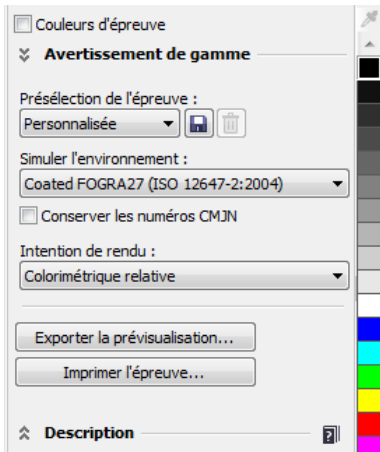 Couleurs d'épreuve
Avertissement de gamme
Présélection de l'épreuve :
Personnalisée
Simuler l'environnement :
Coated FOGRA27 (ISO 12647-2:2004)
Conserver les numéros CMJN
Intention de rendu :
Colorimétrique relative
Exporter la prévisualisation...
Imprimer l'épreuve...
Description
?